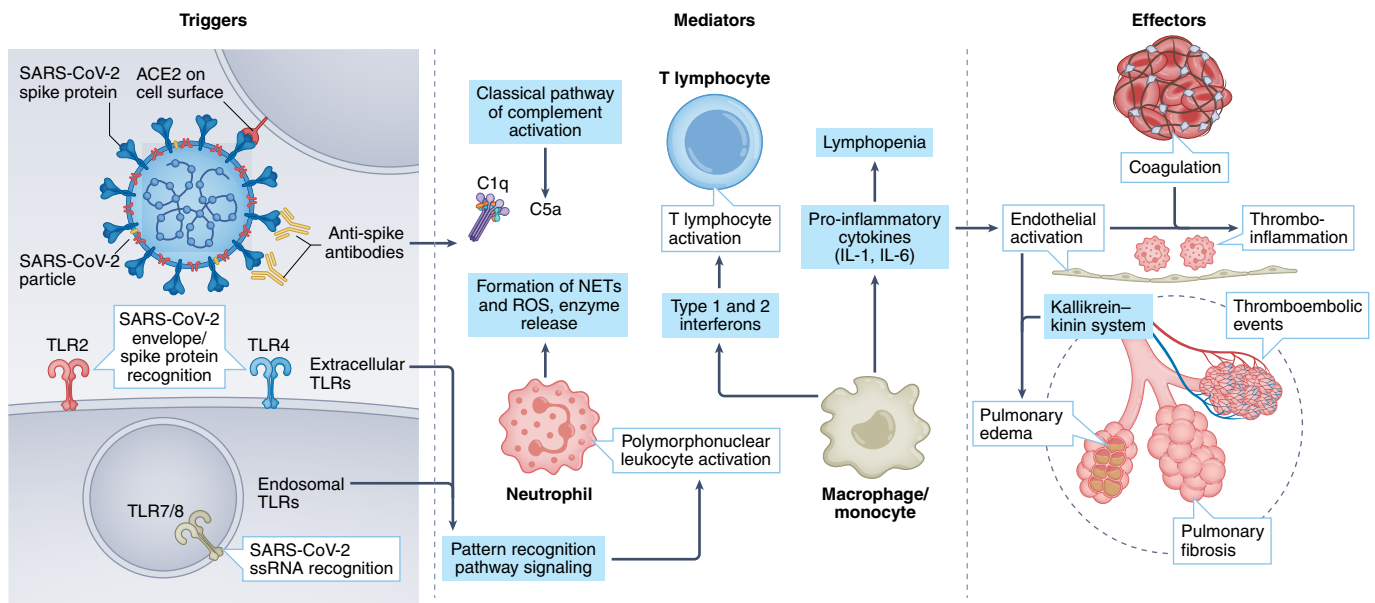 Triggers
Mediators
Effectors
SARS-CoV-2
spike protein
ACE2 on
cell surface
Anti-spike
antibodies
SARS-CoV-2
particle
SARS-CoV-2
envelope/
spike protein
recognition
TLR2
TLR4
Extracellular
TLRs
Endosomal
TLRs
TLR7/8
SARS-CoV-2
ssRNA recognition
Classical pathway
of complement
activation
C1q
C5a
Formation of NETs
and ROS, enzyme
release
Neutrophil
Polymorphonuclear
leukocyte activation
Pattern recognition
pathway signaling
T lymphocyte
T lymphocyte
activation
Type 1 and 2
interferons
Lymphopenia
Pro-inflammatory
cytokines
(IL-1, IL-6)
Macrophage/
monocyte
Coagulation
Endothelial
activation
Thrombo-
inflammation
Kallikrein–
kinin system
Thromboembolic
events
Pulmonary
edema
Pulmonary
fibrosis